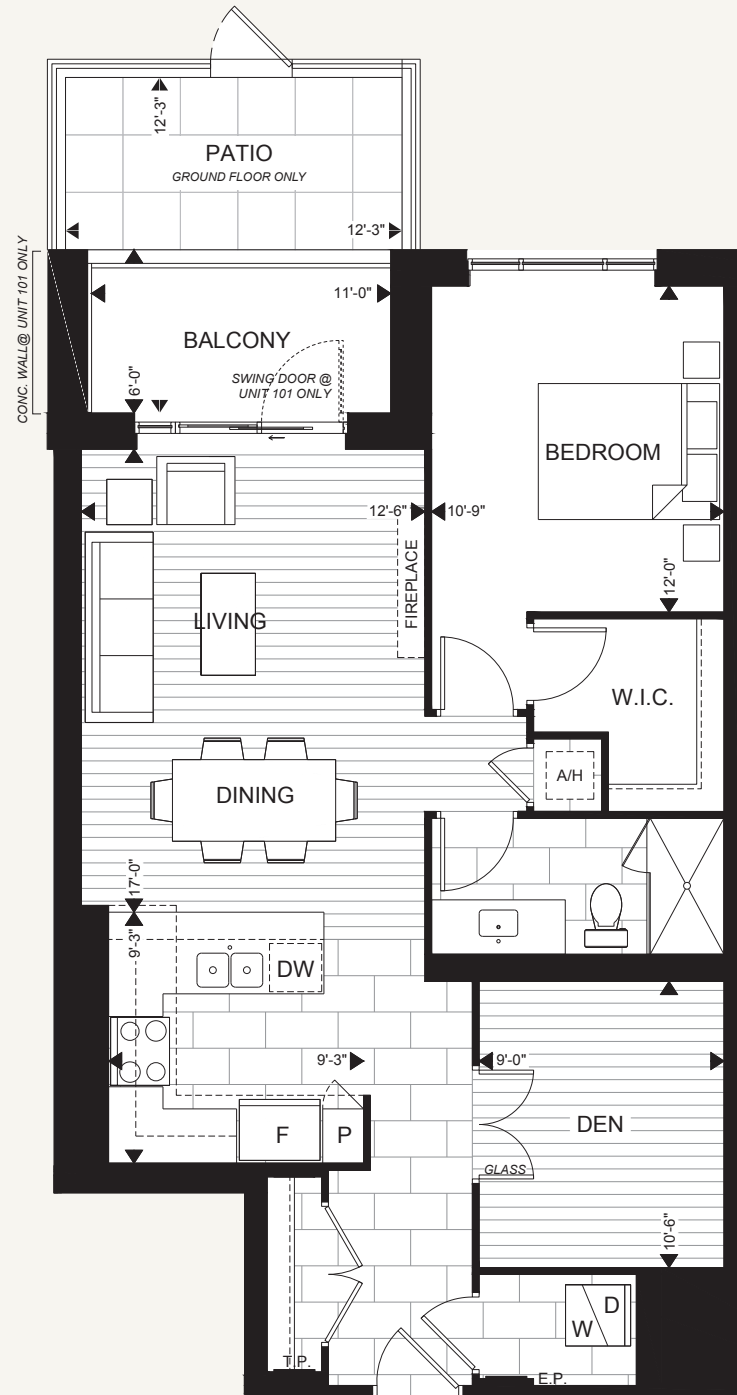 12'-3"
PATIO
GROUND FLOOR ONLY
12'-3"
CONC. WALL@ UNIT 101 ONLY
11'-0"
BALCONY
6'-0"
SWING DOOR @
UNIT 101 ONLY
BEDROOM
12'-6"
10'-9"
FIREPLACE
12'-0"
LIVING
W.I.C.
A/H
DINING
17'-0"
9'-3"
DW
9'-3"
9'-0"
F
P
DEN
GLASS
10'-6"
D
W
T.P.
E.P.